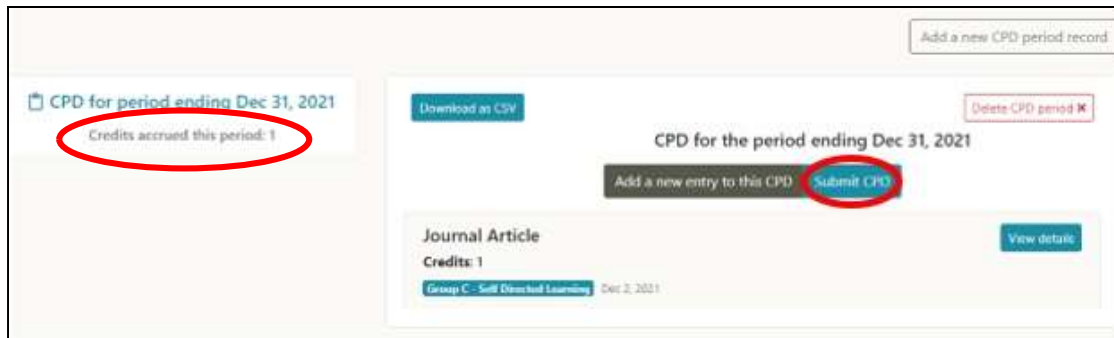 Add a new CPD period record
CPD for period ending Dec 31, 2021
Credits accrued this period: 1
Download as CSV
Delete CPD period ✖
CPD for the period ending Dec 31, 2021
Add a new entry to this CPD
Submit CPD
Journal Article
View details
Credits: 1
Group C - Self Directed Learning
Dec 2, 2021